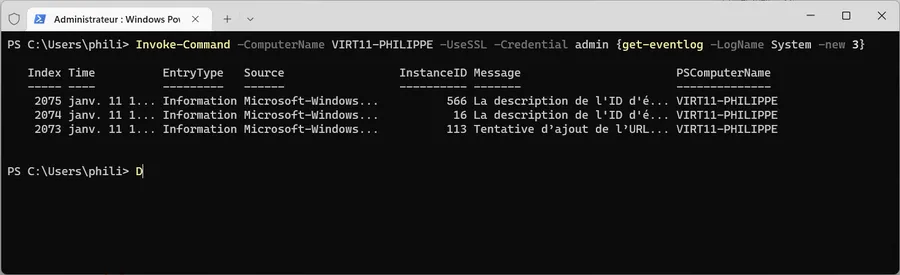 Administrateur : Windows Pov
PS C:\Users\phili> Invoke-Command -ComputerName VIRT11-PHILIPPE -UseSSL -Credential admin {get-eventlog -LogName System -new 3}
Index Time EntryType Source InstanceID Message PSComputerName
----- ---- --------- ------ ---------- ------- --------------
2075 janv. 11 1... Information Microsoft-Windows... 566 La description de l'ID d'é... VIRT11-PHILIPPE
2074 janv. 11 1... Information Microsoft-Windows... 16 La description de l'ID d'é... VIRT11-PHILIPPE
2073 janv. 11 1... Information Microsoft-Windows... 113 Tentative d’ajout de l’URL... VIRT11-PHILIPPE
PS C:\Users\phili> D